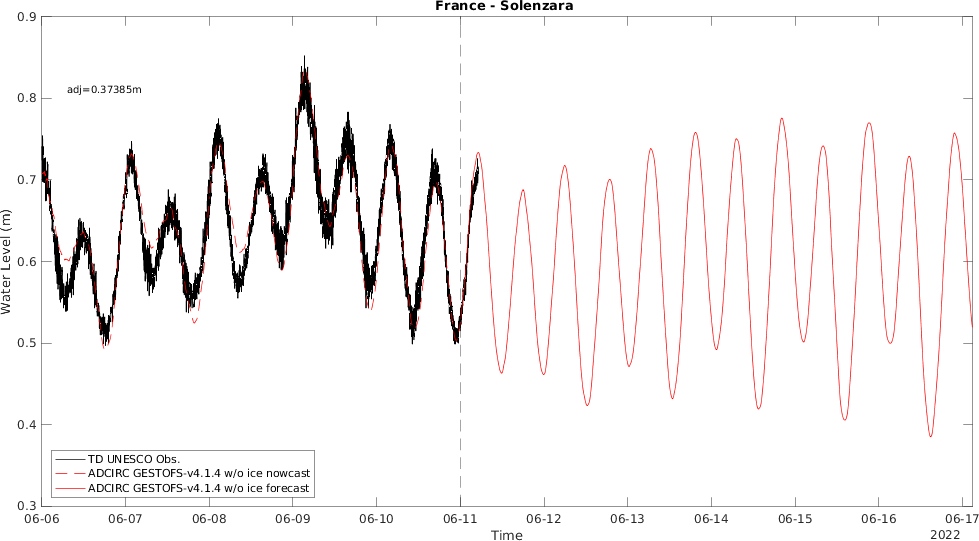 France - Solenzara
0.9
0.8
0.7
0.6
0.5
0.4
0.3
Water Level (m)
adj=0.37385m
TD UNESCO Obs.
ADCIRC GESTOFS-v4.1.4 w/o ice nowcast
ADCIRC GESTOFS-v4.1.4 w/o ice forecast
06-06 06-07 06-08 06-09 06-10 06-11 06-12 06-13 06-14 06-15 06-16 06-17
Time
2022